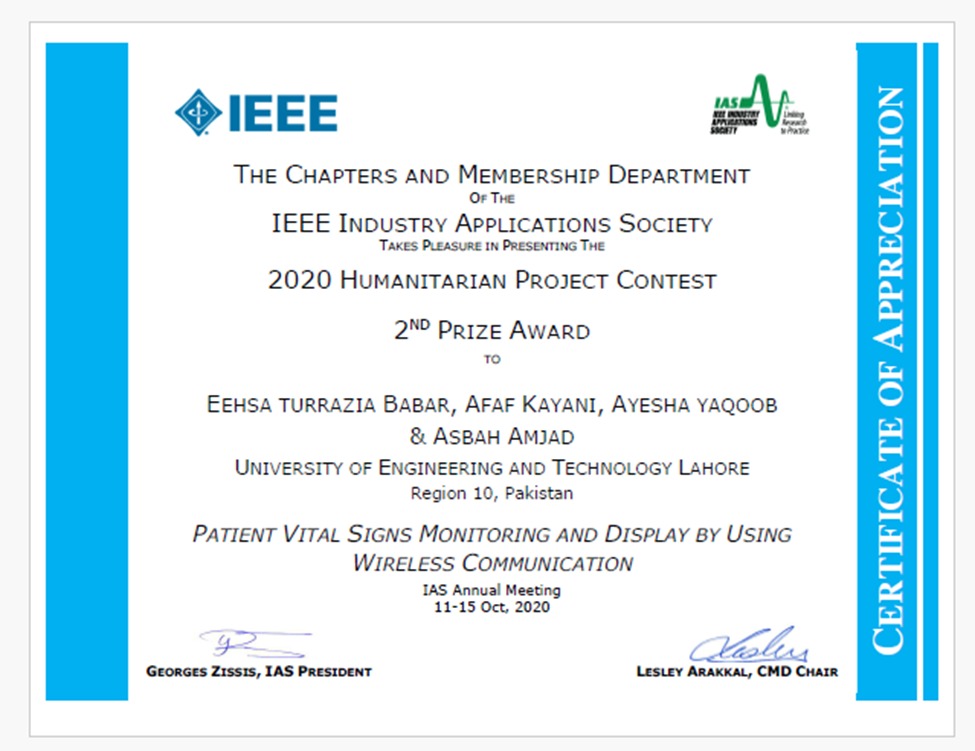 IEEE
IAS
IEEE INDUSTRY
APPLICATIONS
SOCIETY
Linking
Research
to Practice
THE CHAPTERS AND MEMBERSHIP DEPARTMENT
OF THE
IEEE INDUSTRY APPLICATIONS SOCIETY
TAKES PLEASURE IN PRESENTING THE
2020 HUMANITARIAN PROJECT CONTEST
2ND PRIZE AWARD
TO
EEHSA TURRAZIA BABAR, AFAF KAYANI, AYESHA YAQOOB
& ASBAH AMJAD
UNIVERSITY OF ENGINEERING AND TECHNOLOGY LAHORE
Region 10, Pakistan
PATIENT VITAL SIGNS MONITORING AND DISPLAY BY USING
WIRELESS COMMUNICATION
IAS Annual Meeting
11-15 Oct, 2020
GEORGES ZISSIS, IAS PRESIDENT
LESLEY ARAKKAL, CMD CHAIR
CERTIFICATE OF APPRECIATION